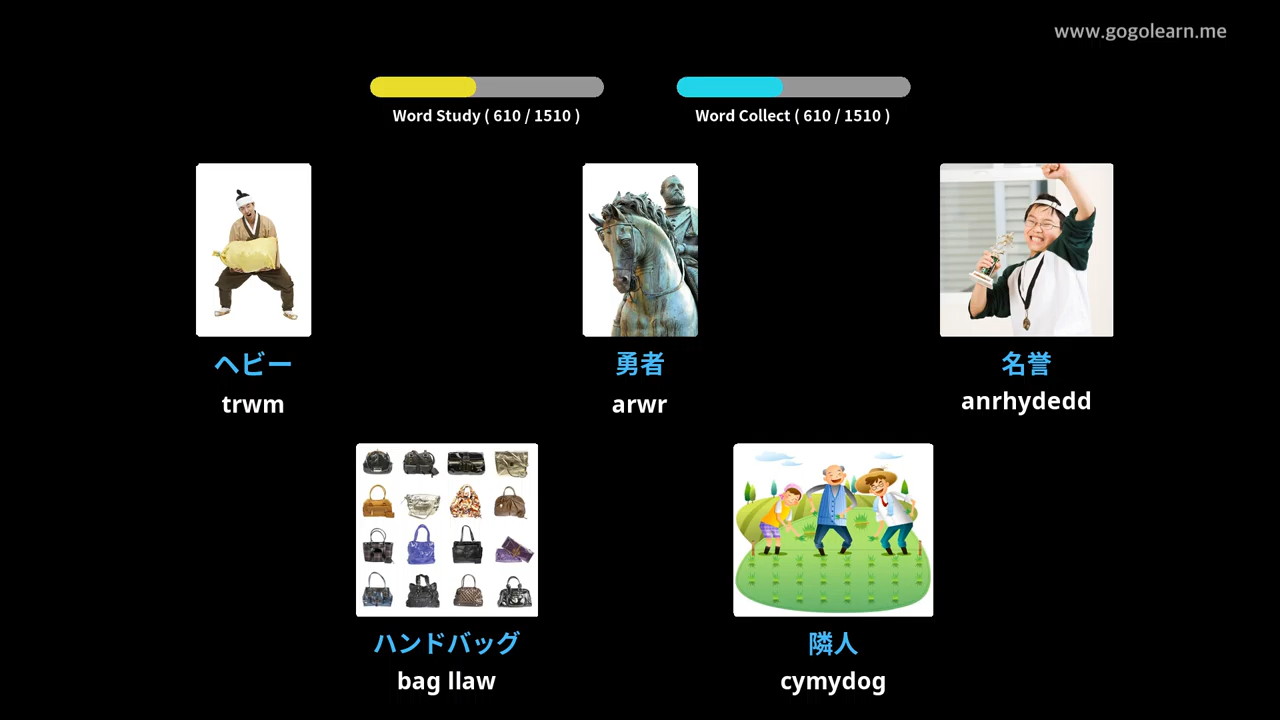 www.gogolearn.me
Word Study ( 610 / 1510 )
Word Collect ( 610 / 1510 )
ヘビー
trwm
勇者
arwr
名誉
anrhydedd
ハンドバッグ
bag llaw
隣人
cymydog